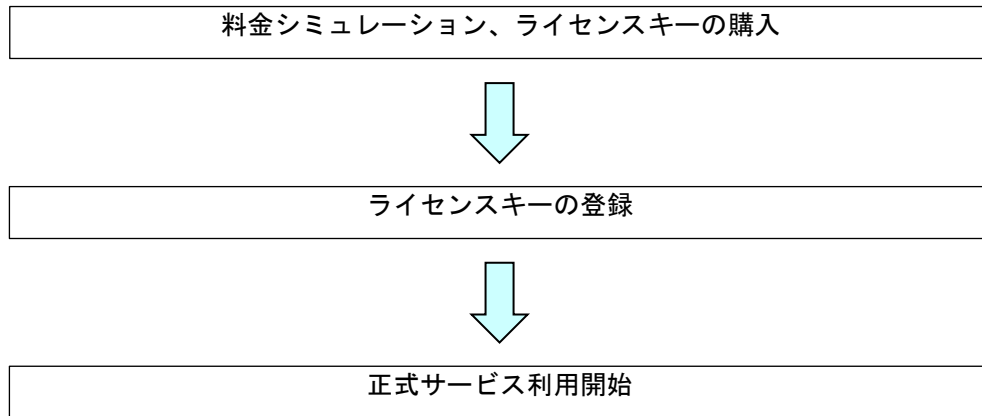 料金シミュレーション、ライセンスキーの購入
ライセンスキーの登録
正式サービス利用開始